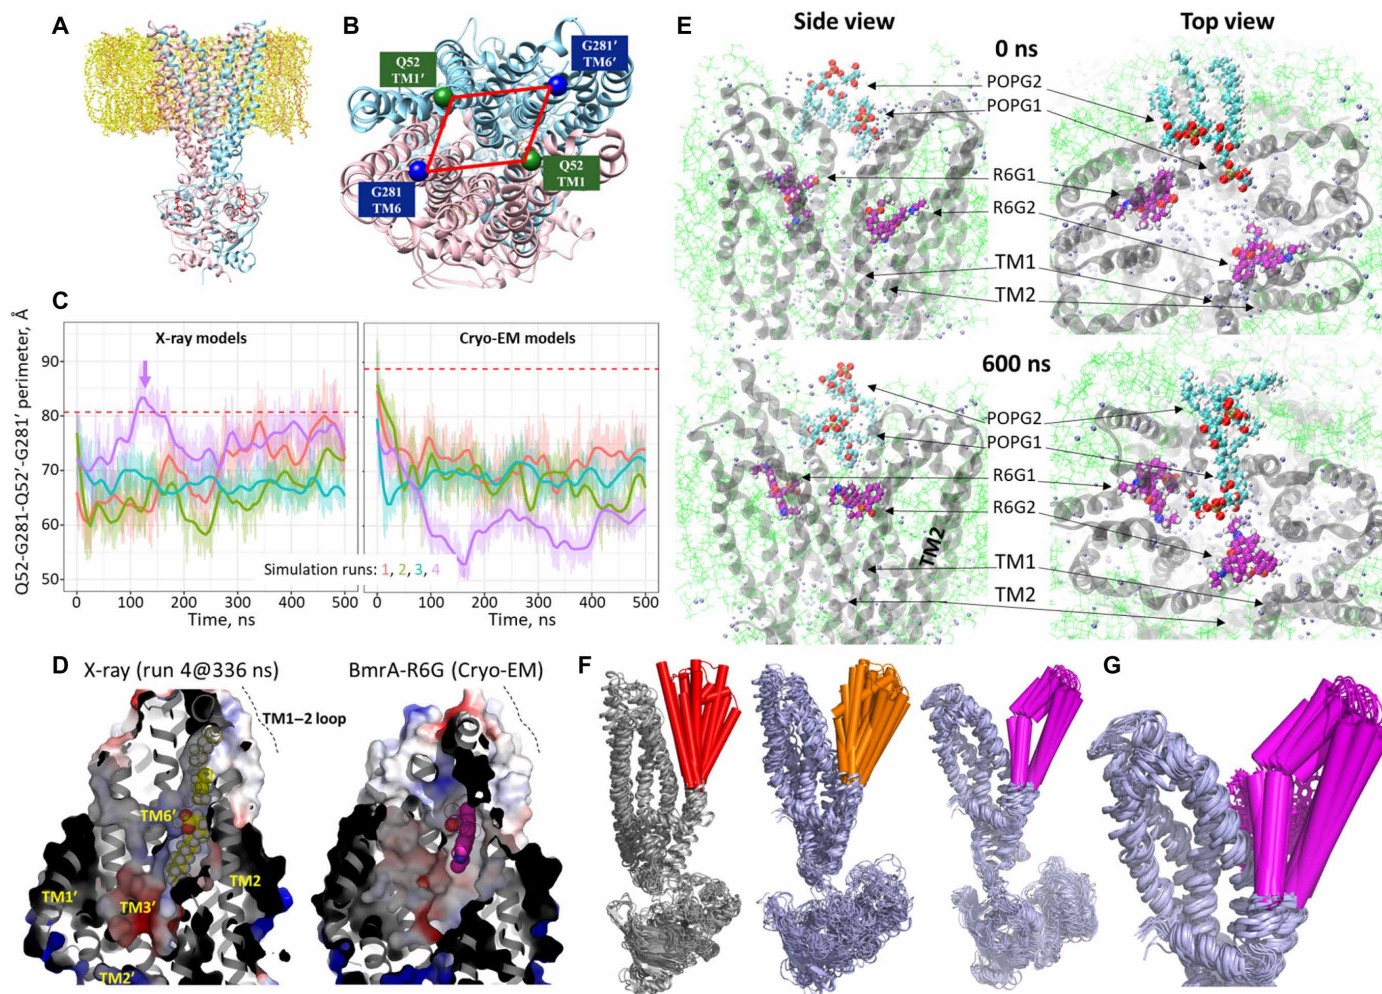 A
B
Q52
TM1′
G281′
TM6′
G281
TM6
Q52
TM1
C
Q52-G281-Q52′-G281′ perimeter, Å
X-ray models
Cryo-EM models
90
80
70
60
50
Simulation runs: 1, 2, 3, 4
0 100 200 300 400 500
0 100 200 300 400 500
Time, ns
Time, ns
D
X-ray (run 4@336 ns)
BmrA-R6G (Cryo-EM)
TM1–2 loop
TM6′
TM1′
TM3′
TM2
TM2′
E
Side view
Top view
0 ns
POPG2
POPG1
R6G1
R6G2
TM1
TM2
600 ns
POPG2
POPG1
R6G1
R6G2
TM2
TM1
TM2
F
G